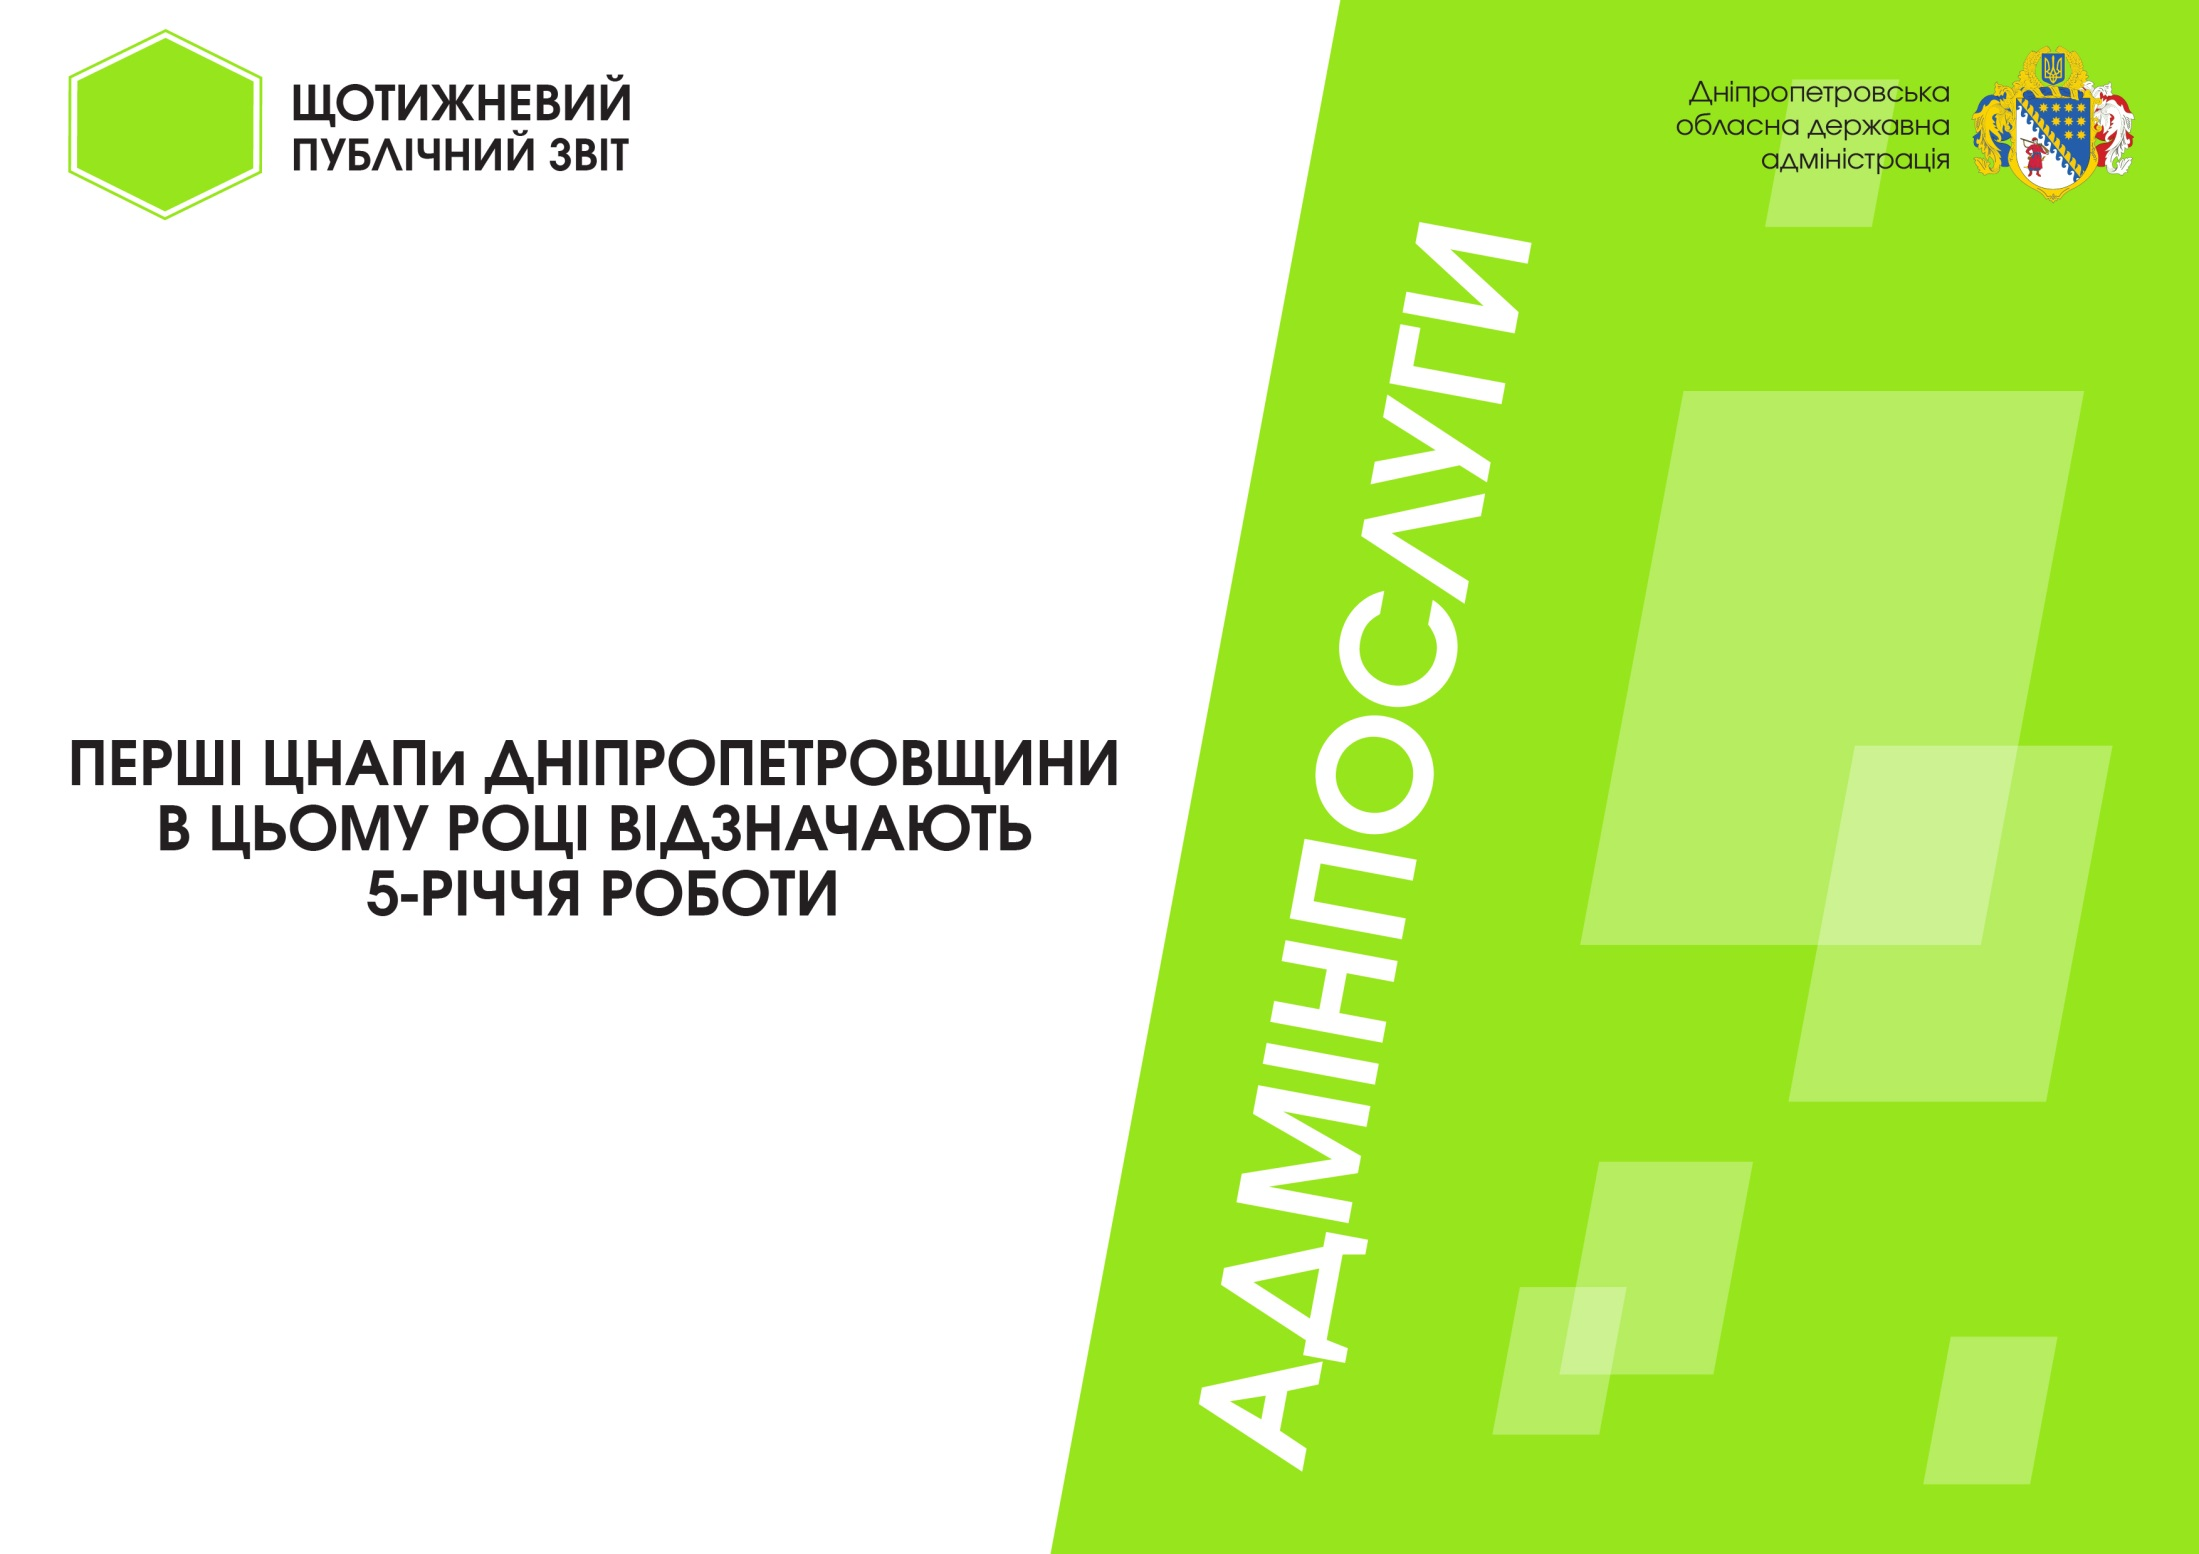 ЩОТИЖНЕВИЙ
ПУБЛІЧНИЙ ЗВІТ
Дніпропетровська
обласна державна
адміністрація
ПЕРШІ ЦНАПи ДНІПРОПЕТРОВЩИНИ
В ЦЬОМУ РОЦІ ВІДЗНАЧАЮТЬ
5-РІЧЧЯ РОБОТИ
АДМІНПОСЛУГИ